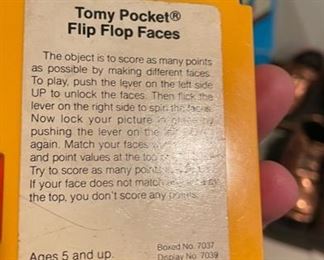 Tomy Pocket®
Flip Flop Faces
The object is to score as many points
as possible by making different faces.
To play, push the lever on the left side
UP to unlock the faces. Then flick the
lever on the right side to spin the faces.
Now lock your picture in place by
pushing the lever on the left
again. Match your faces
and point values at the top
Try to score as many points
If your face does not match
the top, you don't score any
Ages 5 and up.
Boxed No. 7037
Display No. 7039